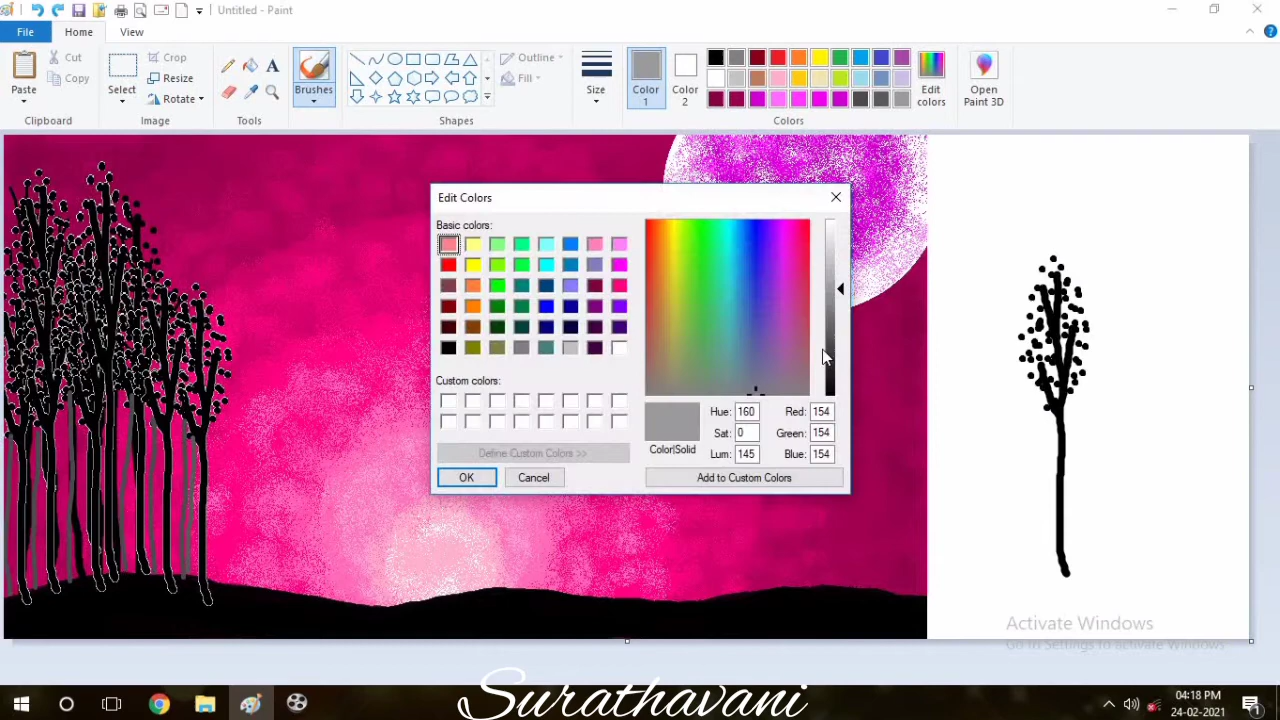 Untitled - Paint
File
Home
View
Paste
Cut
Copy
Clipboard
Select
Crop
Resize
Rotate
Image
A
Tools
Brushes
Outline
Fill
Shapes
Size
Color 1
Color 2
Edit colors
Colors
Open Paint 3D
Edit Colors
Basic colors:
Custom colors:
Define Custom Colors >>
OK
Cancel
Color|Solid
Hue: 160
Sat: 0
Lum: 145
Red: 154
Green: 154
Blue: 154
Add to Custom Colors
Activate Windows
Go to Settings to activate Windows.
Surathavani
04:18 PM
24-02-2021
1